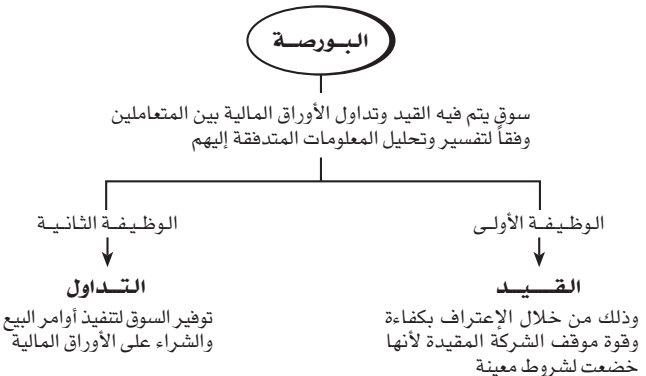 البورصة
سوق يتم فيه القيد وتداول الأوراق المالية بين المتعاملين
وفقاً لتفسير وتحليل المعلومات المتدفقة إليهم
الوظيفة الأولى
القيد
وذلك من خلال الإعتراف بكفاءة
وقوة موقف الشركة المقيدة لأنها
خضعت لشروط معينة
الوظيفة الثانية
التداول
توفير السوق لتنفيذ أوامر البيع
والشراء على الأوراق المالية